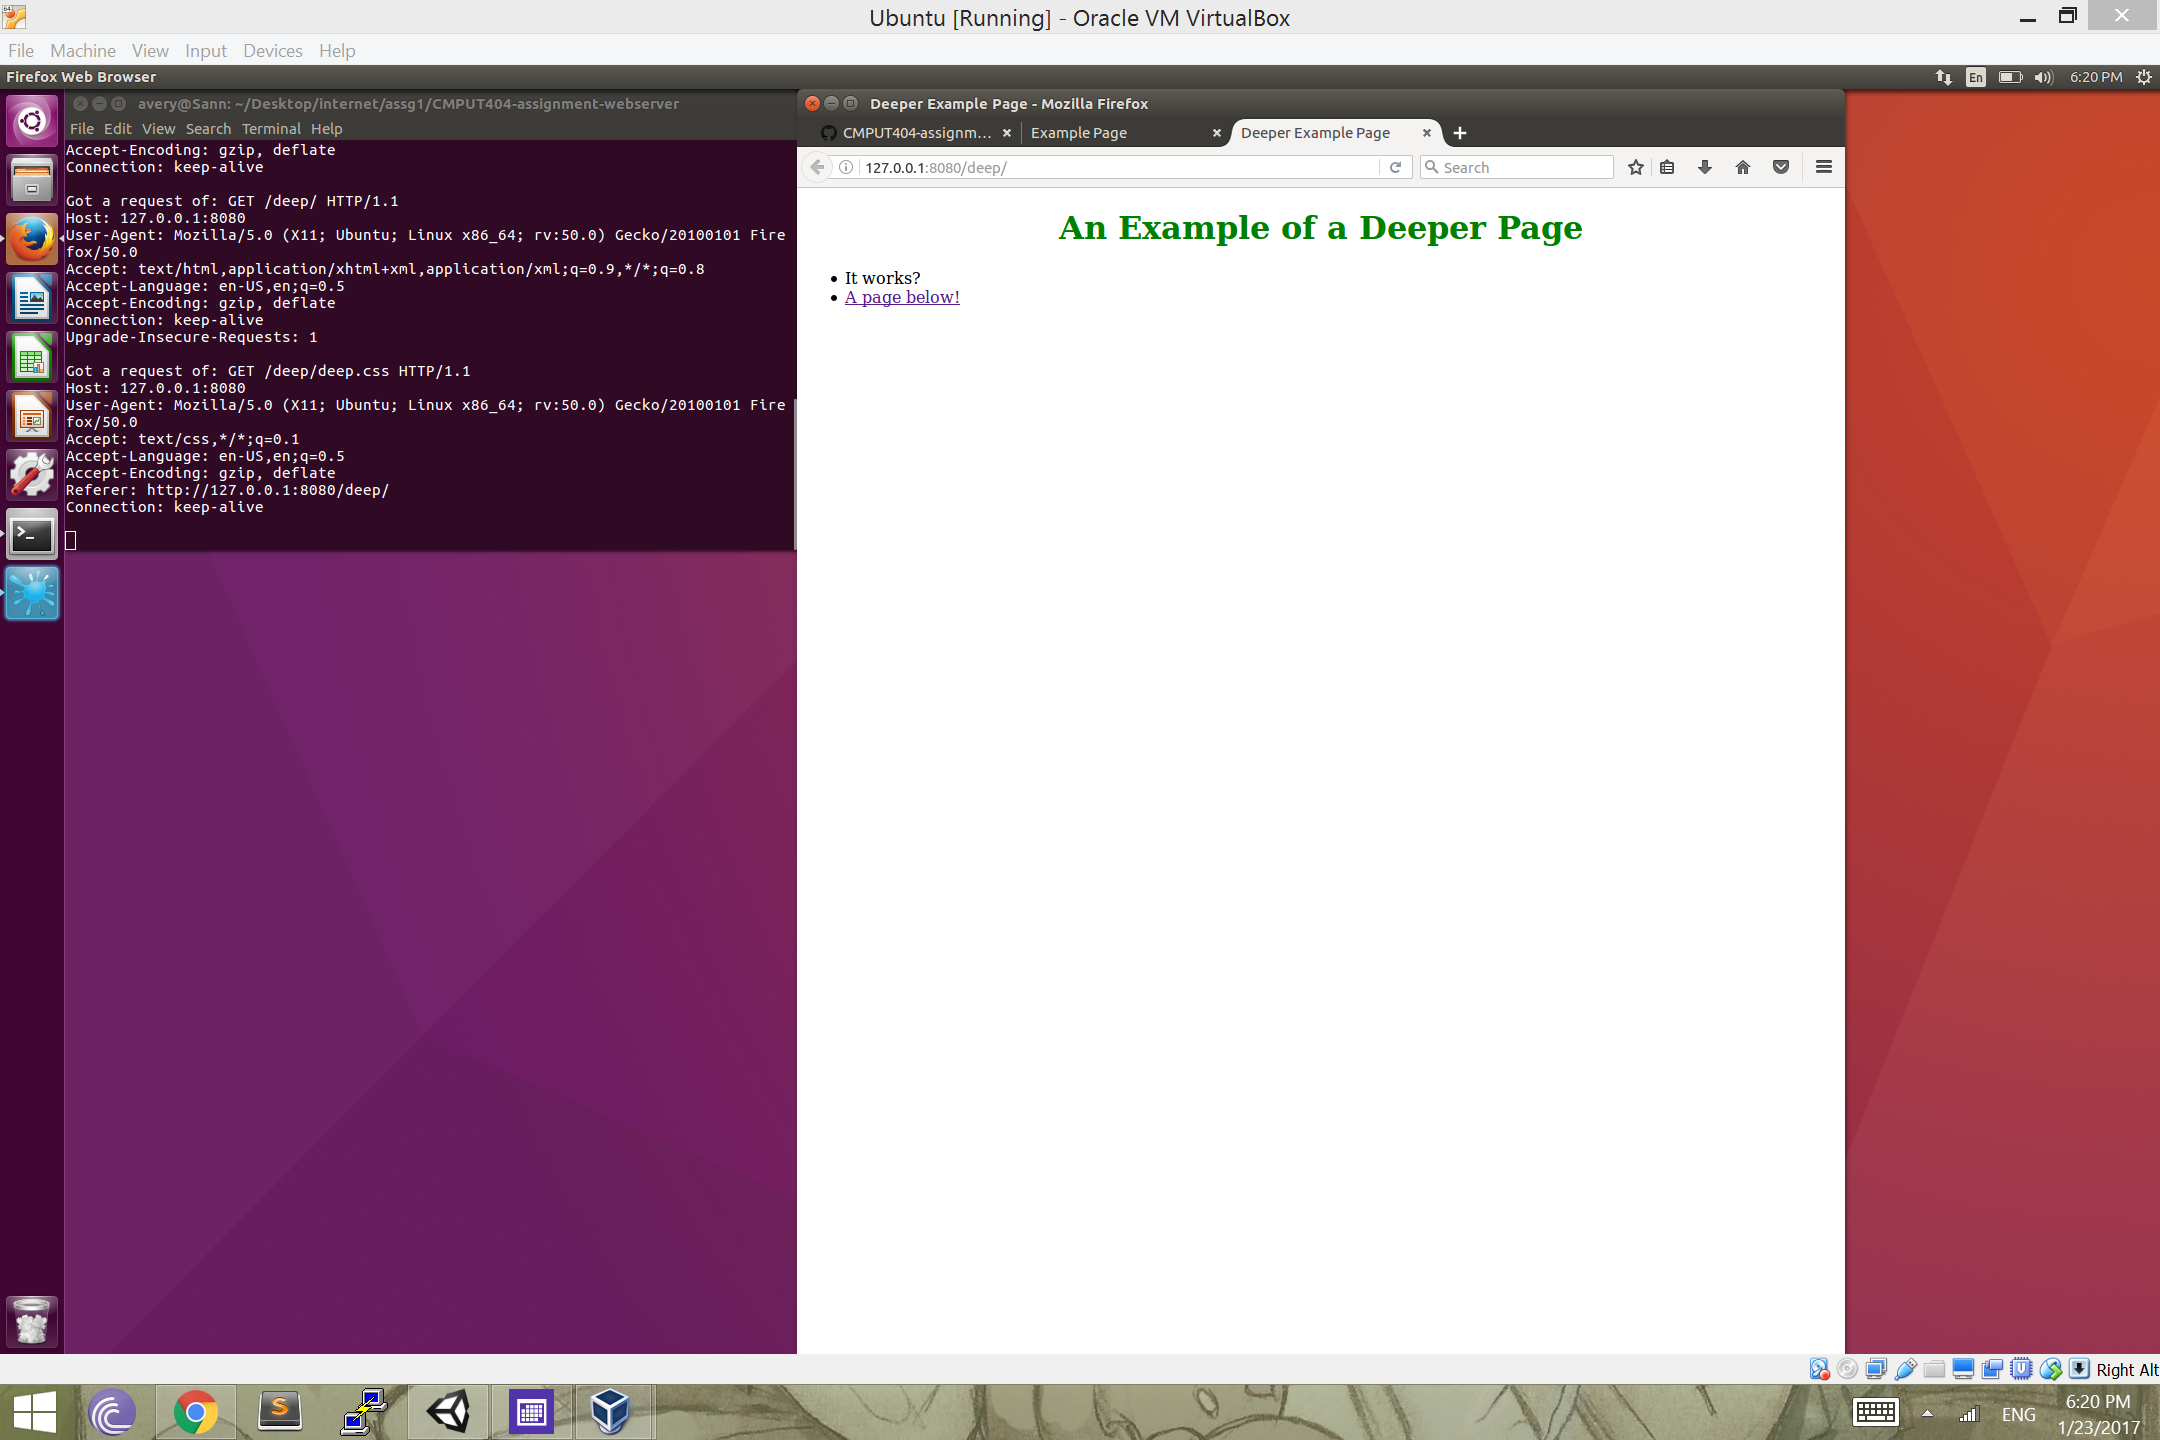 Ubuntu [Running] - Oracle VM VirtualBox
File Machine View Input Devices Help
Firefox Web Browser
En
6:20 PM
avery@Sann: ~/Desktop/internet/assg1/CMPUT404-assignment-webserver
File Edit View Search Terminal Help
Accept-Encoding: gzip, deflate
Connection: keep-alive
Got a request of: GET /deep/ HTTP/1.1
Host: 127.0.0.1:8080
User-Agent: Mozilla/5.0 (X11; Ubuntu; Linux x86_64; rv:50.0) Gecko/20100101 Fire
fox/50.0
Accept: text/html,application/xhtml+xml,application/xml;q=0.9,*/*;q=0.8
Accept-Language: en-US,en;q=0.5
Accept-Encoding: gzip, deflate
Connection: keep-alive
Upgrade-Insecure-Requests: 1
Got a request of: GET /deep/deep.css HTTP/1.1
Host: 127.0.0.1:8080
User-Agent: Mozilla/5.0 (X11; Ubuntu; Linux x86_64; rv:50.0) Gecko/20100101 Fire
fox/50.0
Accept: text/css,*/*;q=0.1
Accept-Language: en-US,en;q=0.5
Accept-Encoding: gzip, deflate
Referer: http://127.0.0.1:8080/deep/
Connection: keep-alive
Deeper Example Page - Mozilla Firefox
CMPUT404-assignm...
Example Page
Deeper Example Page
127.0.0.1:8080/deep/
Search
An Example of a Deeper Page
It works?
A page below!
Right Alt
ENG
6:20 PM
1/23/2017